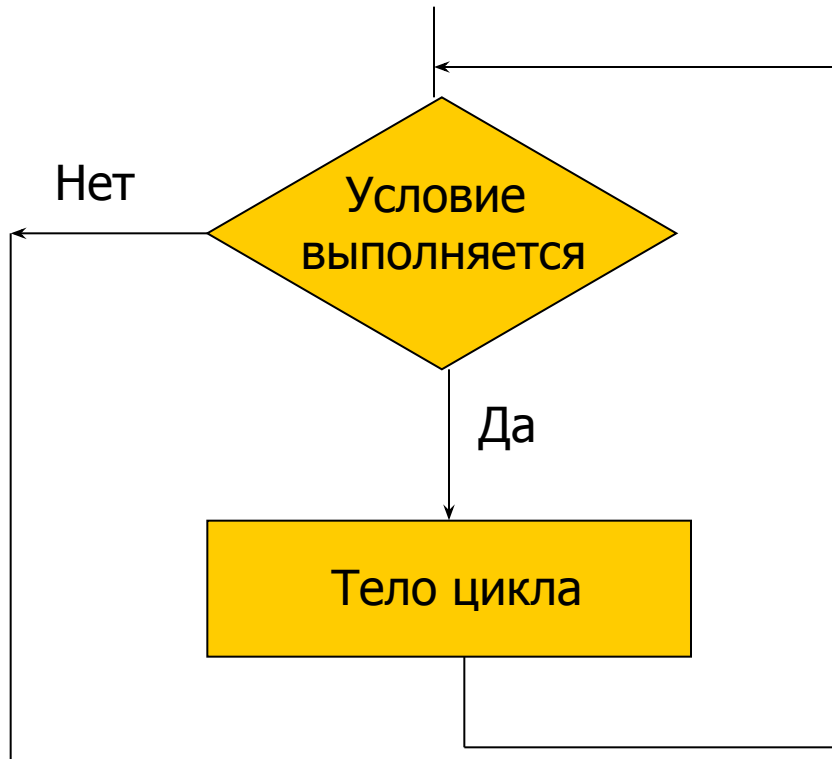 Нет
Условие
выполняется
Да
Тело цикла